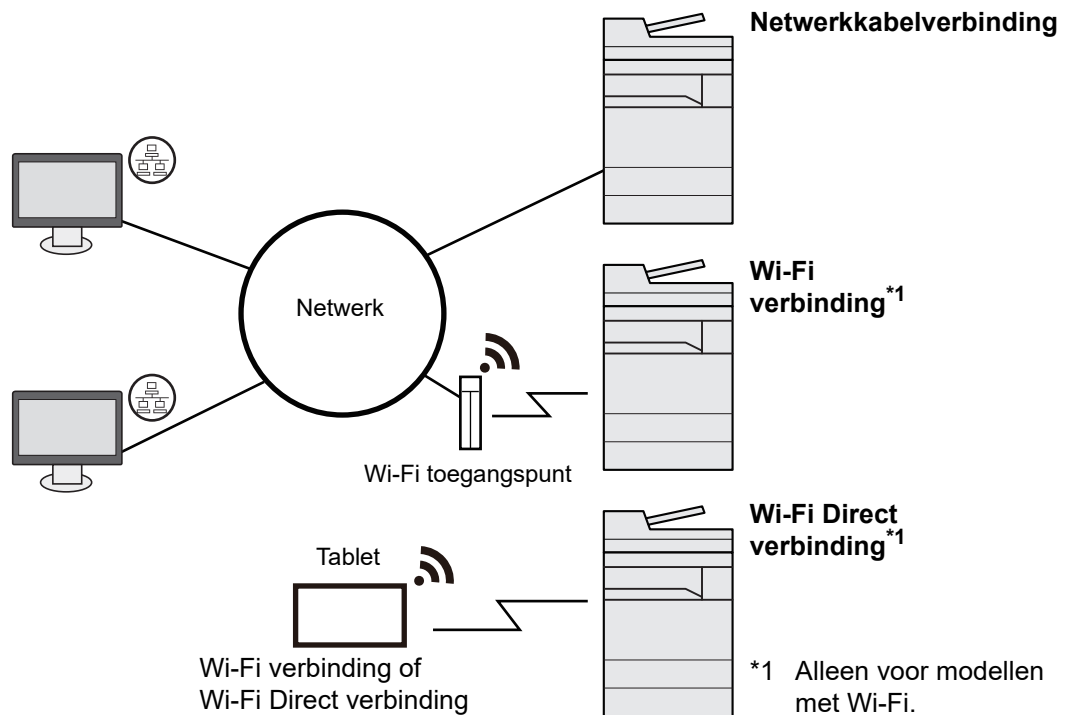 Netwerkkabelverbinding
Netwerk
Wi-Fi
verbinding*1
Wi-Fi toegangspunt
Wi-Fi Direct
verbinding*1
Tablet
Wi-Fi verbinding of
Wi-Fi Direct verbinding
*1 Alleen voor modellen
met Wi-Fi.